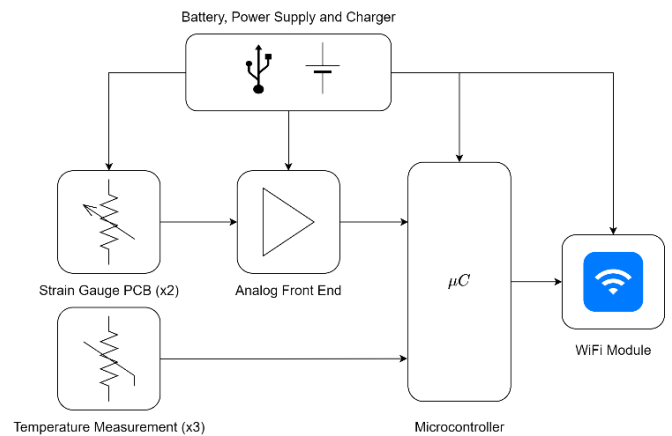 Battery, Power Supply and Charger
Strain Gauge PCB (x2)
Analog Front End
μC
WiFi Module
Temperature Measurement (x3)
Microcontroller